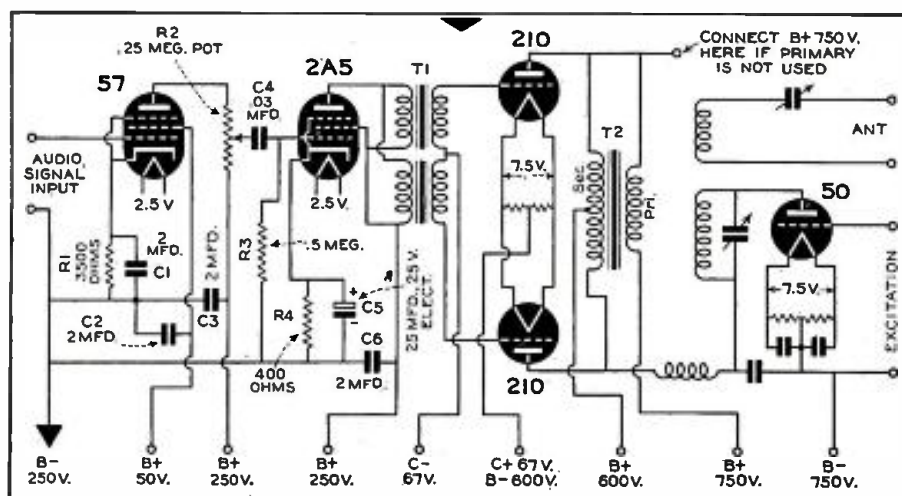 R2
.25 MEG. POT
57
C4
.03
MFD.
2A5
T1
210
CONNECT B+ 750 V.
HERE IF PRIMARY
IS NOT USED
ANT
AUDIO
SIGNAL
INPUT
2.5 V
2.5 V.
7.5 V.
T2
Sec.
Pri.
50
R1
3500
OHMS
2
MFD.
C1
2 MFD.
C3
C2
2 MFD.
R3
.5 MEG.
R4
400
OHMS
+
C5
-
25 MFD., 25 V.
ELECT.
C6
2 MFD.
210
7.5 V.
EXCITATION
B-
250V.
B+
50V.
B+
250V.
B+
250V.
C-
67V.
C+ 67V.
B- 600V.
B+
600V.
B+
750V.
B-
750V.